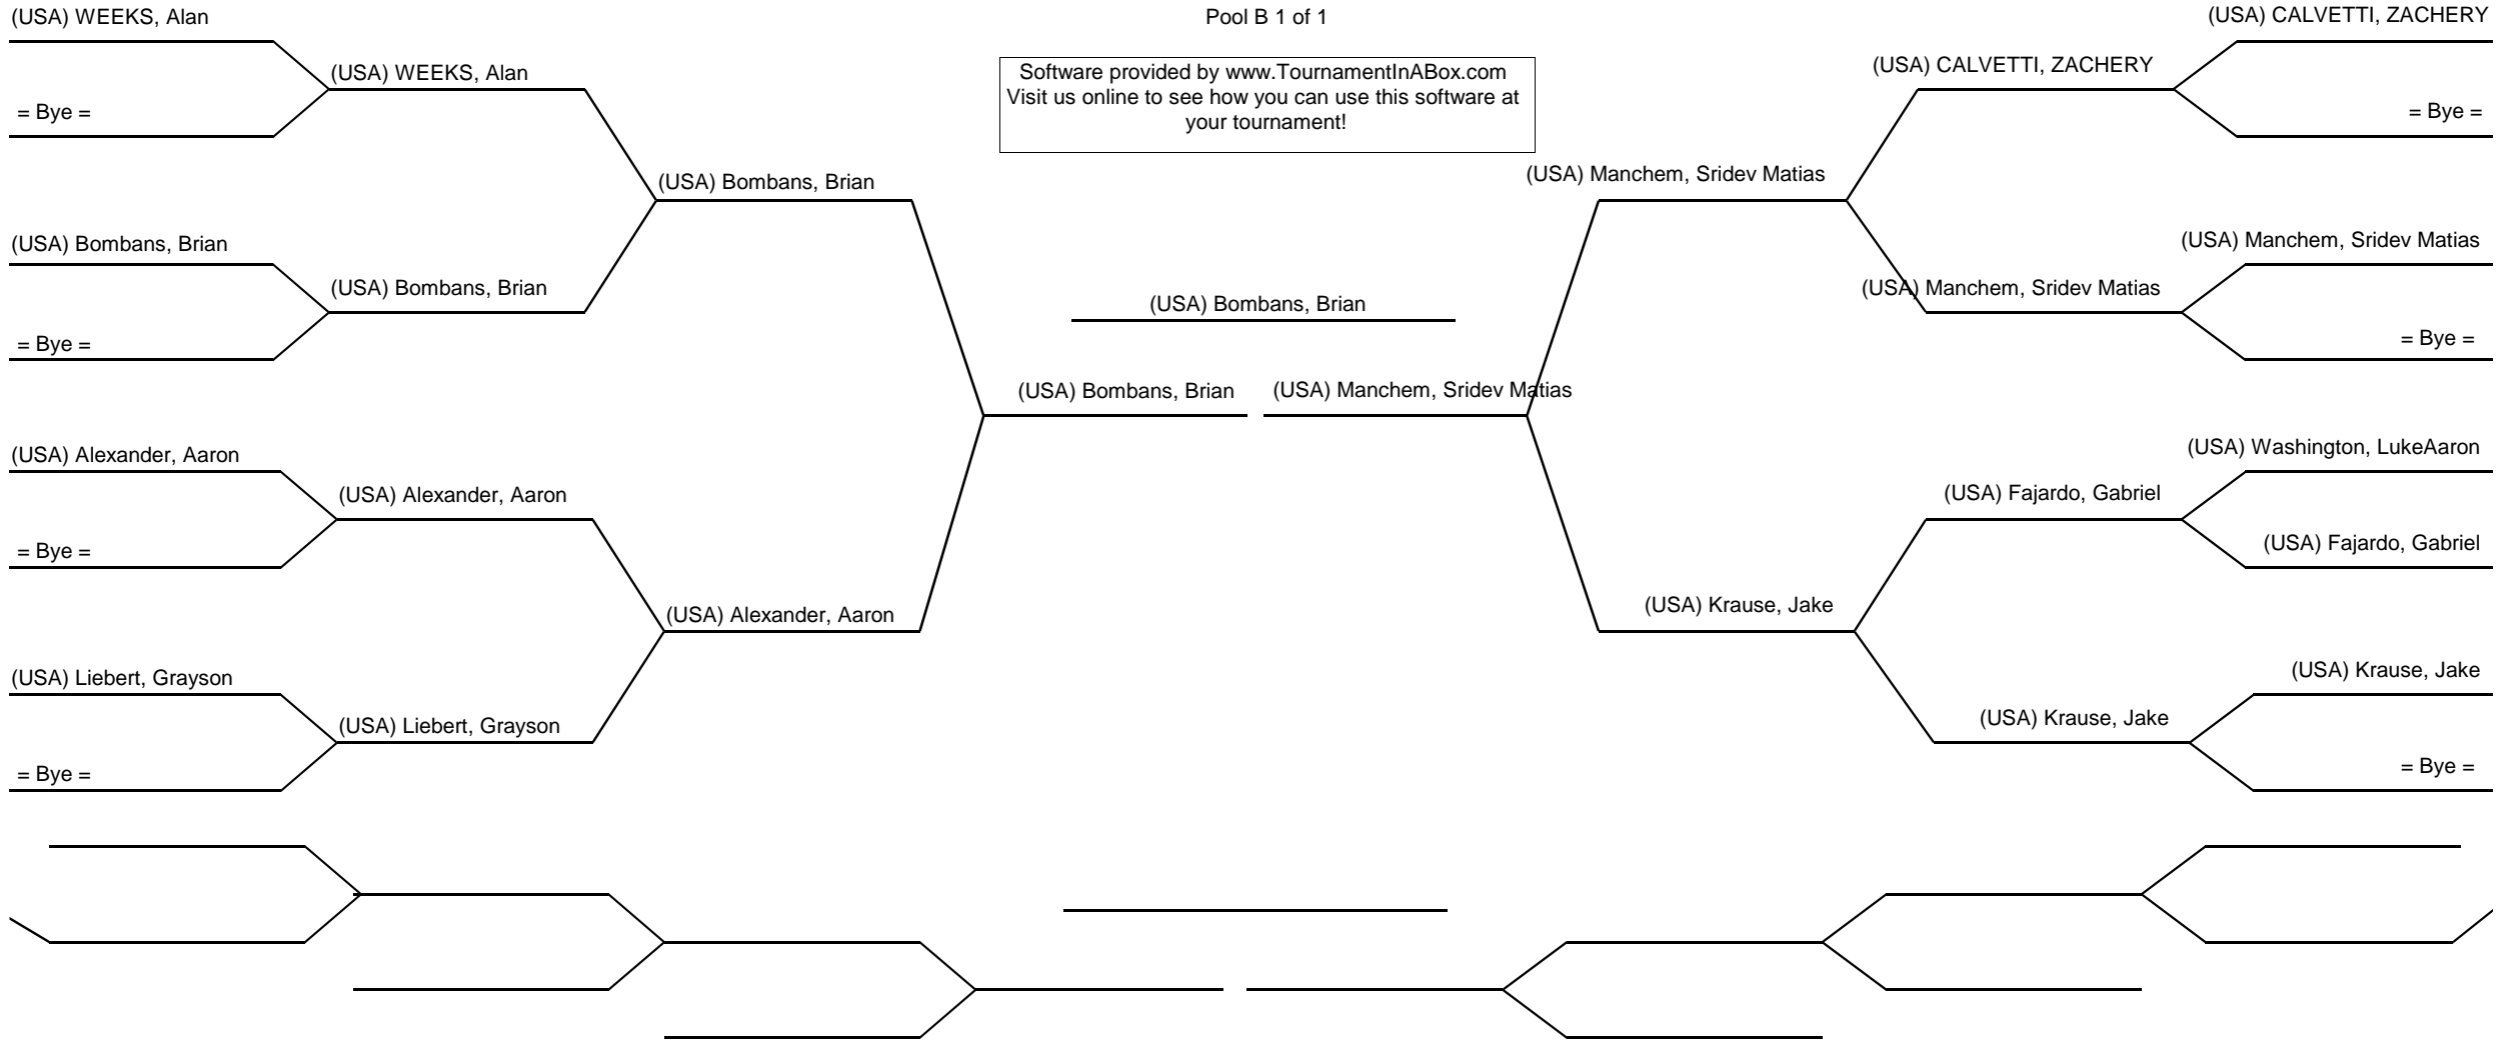 (USA) WEEKS, Alan
Pool B 1 of 1
(USA) CALVETTI, ZACHERY
(USA) WEEKS, Alan
Software provided by www.TournamentInABox.com
Visit us online to see how you can use this software at
your tournament!
(USA) CALVETTI, ZACHERY
= Bye =
= Bye =
(USA) Bombans, Brian
(USA) Manchem, Sridev Matias
(USA) Bombans, Brian
(USA) Manchem, Sridev Matias
(USA) Bombans, Brian
(USA) Bombans, Brian
(USA) Manchem, Sridev Matias
= Bye =
= Bye =
(USA) Bombans, Brian
(USA) Manchem, Sridev Matias
(USA) Alexander, Aaron
(USA) Washington, LukeAaron
(USA) Alexander, Aaron
(USA) Fajardo, Gabriel
= Bye =
(USA) Fajardo, Gabriel
(USA) Alexander, Aaron
(USA) Krause, Jake
(USA) Liebert, Grayson
(USA) Krause, Jake
(USA) Liebert, Grayson
(USA) Krause, Jake
= Bye =
= Bye =